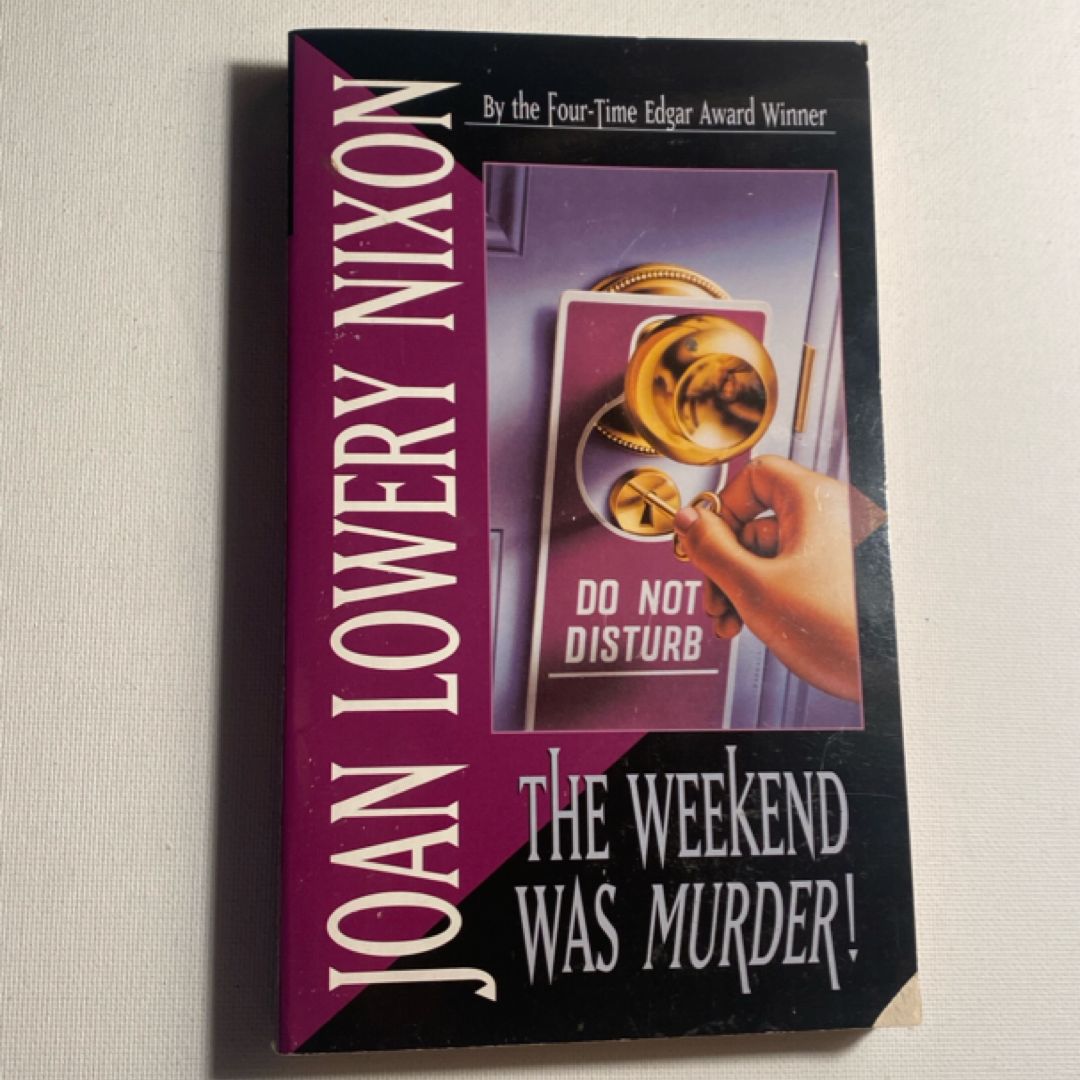 By the Four-Time Edgar Award Winner
JOAN LOWERY NIXON
DO NOT
DISTURB
THE WEEKEND
WAS MURDER!